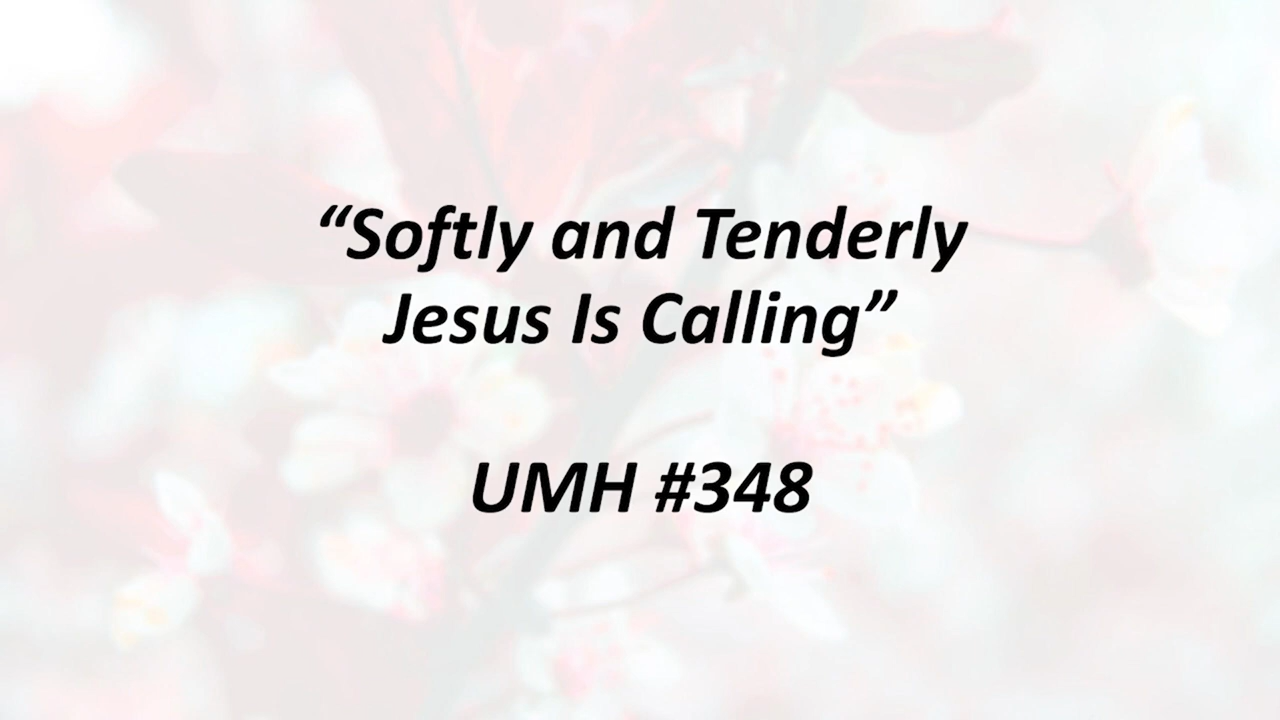 “Softly and Tenderly
Jesus Is Calling”
UMH #348